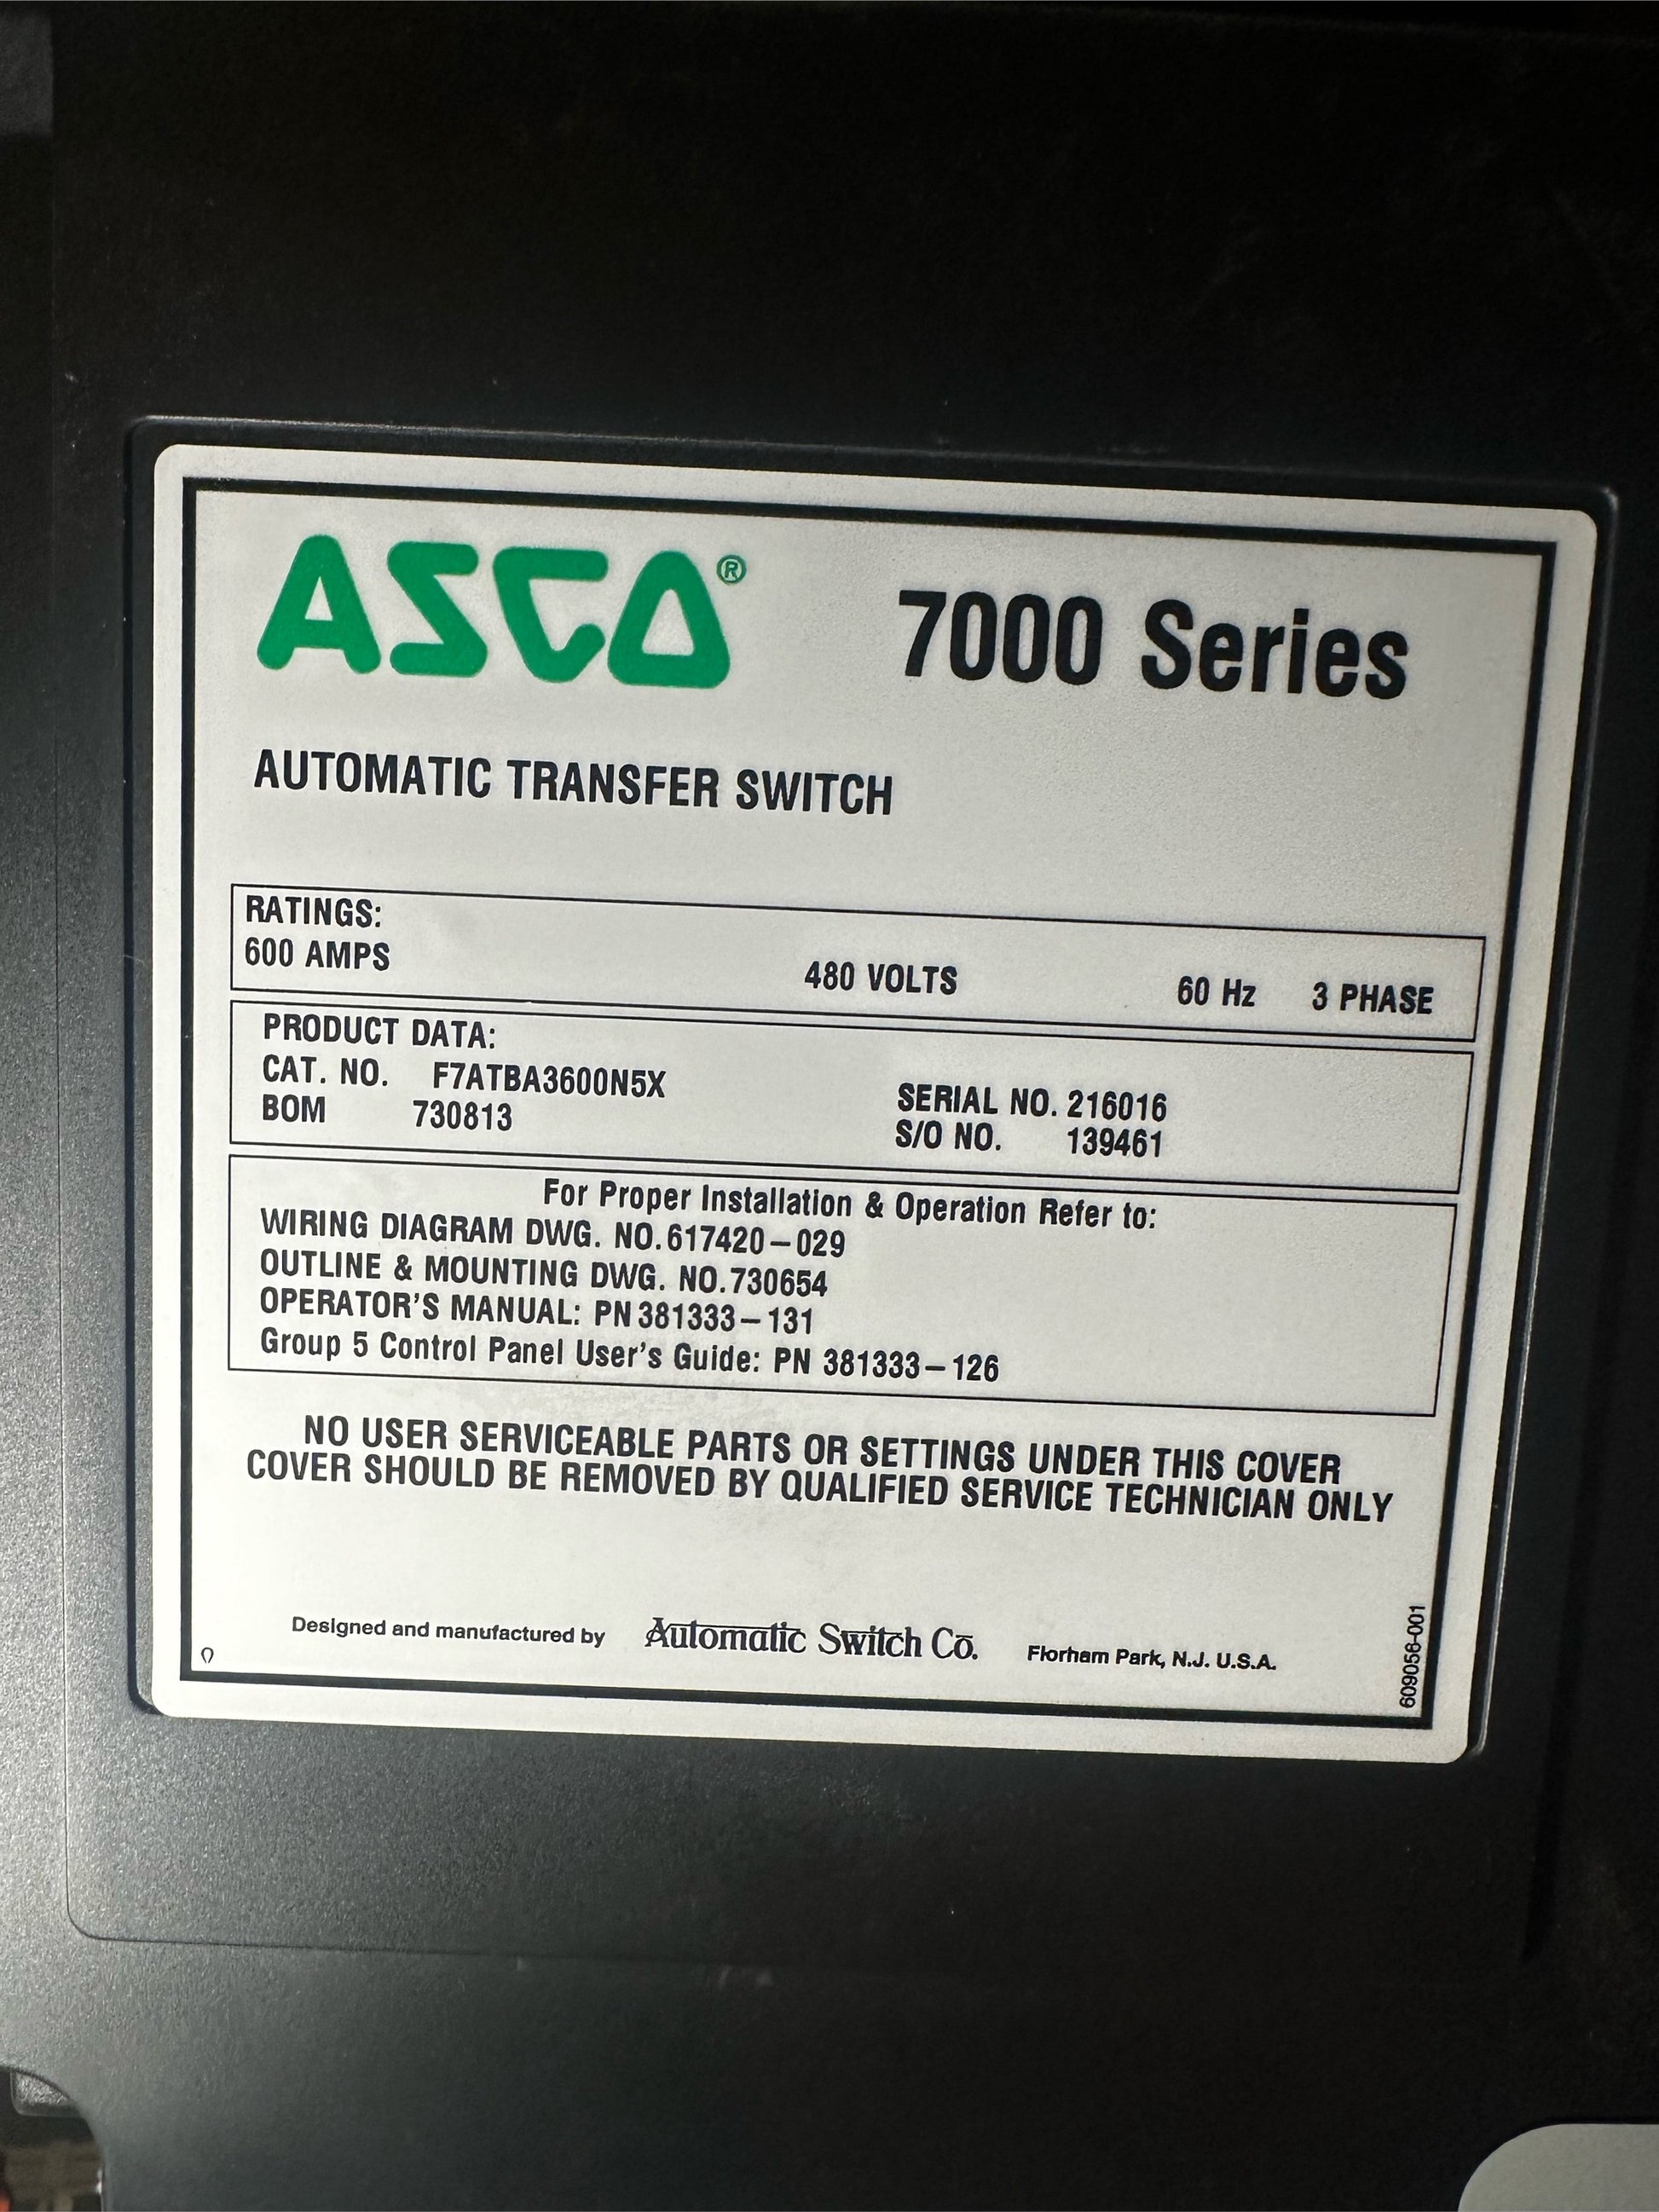 ASCO® 7000 Series
AUTOMATIC TRANSFER SWITCH
RATINGS:
600 AMPS 480 VOLTS 60 Hz 3 PHASE
PRODUCT DATA:
CAT. NO. F7ATBA3600N5X SERIAL NO. 216016
BOM 730813 S/O NO. 139461
For Proper Installation & Operation Refer to:
WIRING DIAGRAM DWG. NO. 617420-029
OUTLINE & MOUNTING DWG. NO. 730654
OPERATOR'S MANUAL: PN 381333-131
Group 5 Control Panel User's Guide: PN 381333-126
NO USER SERVICEABLE PARTS OR SETTINGS UNDER THIS COVER
COVER SHOULD BE REMOVED BY QUALIFIED SERVICE TECHNICIAN ONLY
Designed and manufactured by Automatic Switch Co. Florham Park, N.J. U.S.A.
609056-001